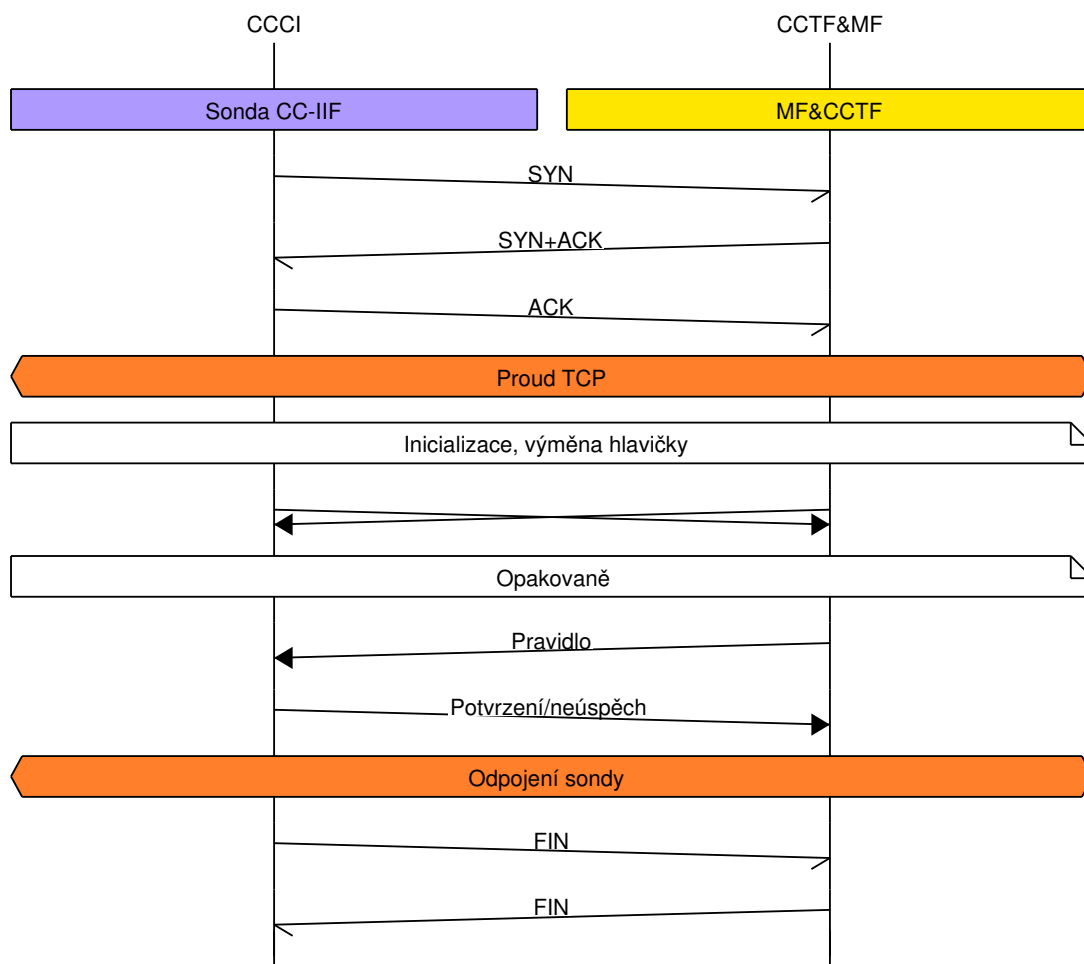 CCCI
CCTF&MF
Sonda CC-IIF
MF&CCTF
SYN
SYN+ACK
ACK
Proud TCP
Inicializace, výměna hlavičky
Opakovaně
Pravidlo
Potvrzení/neúspěch
Odpojení sondy
FIN
FIN